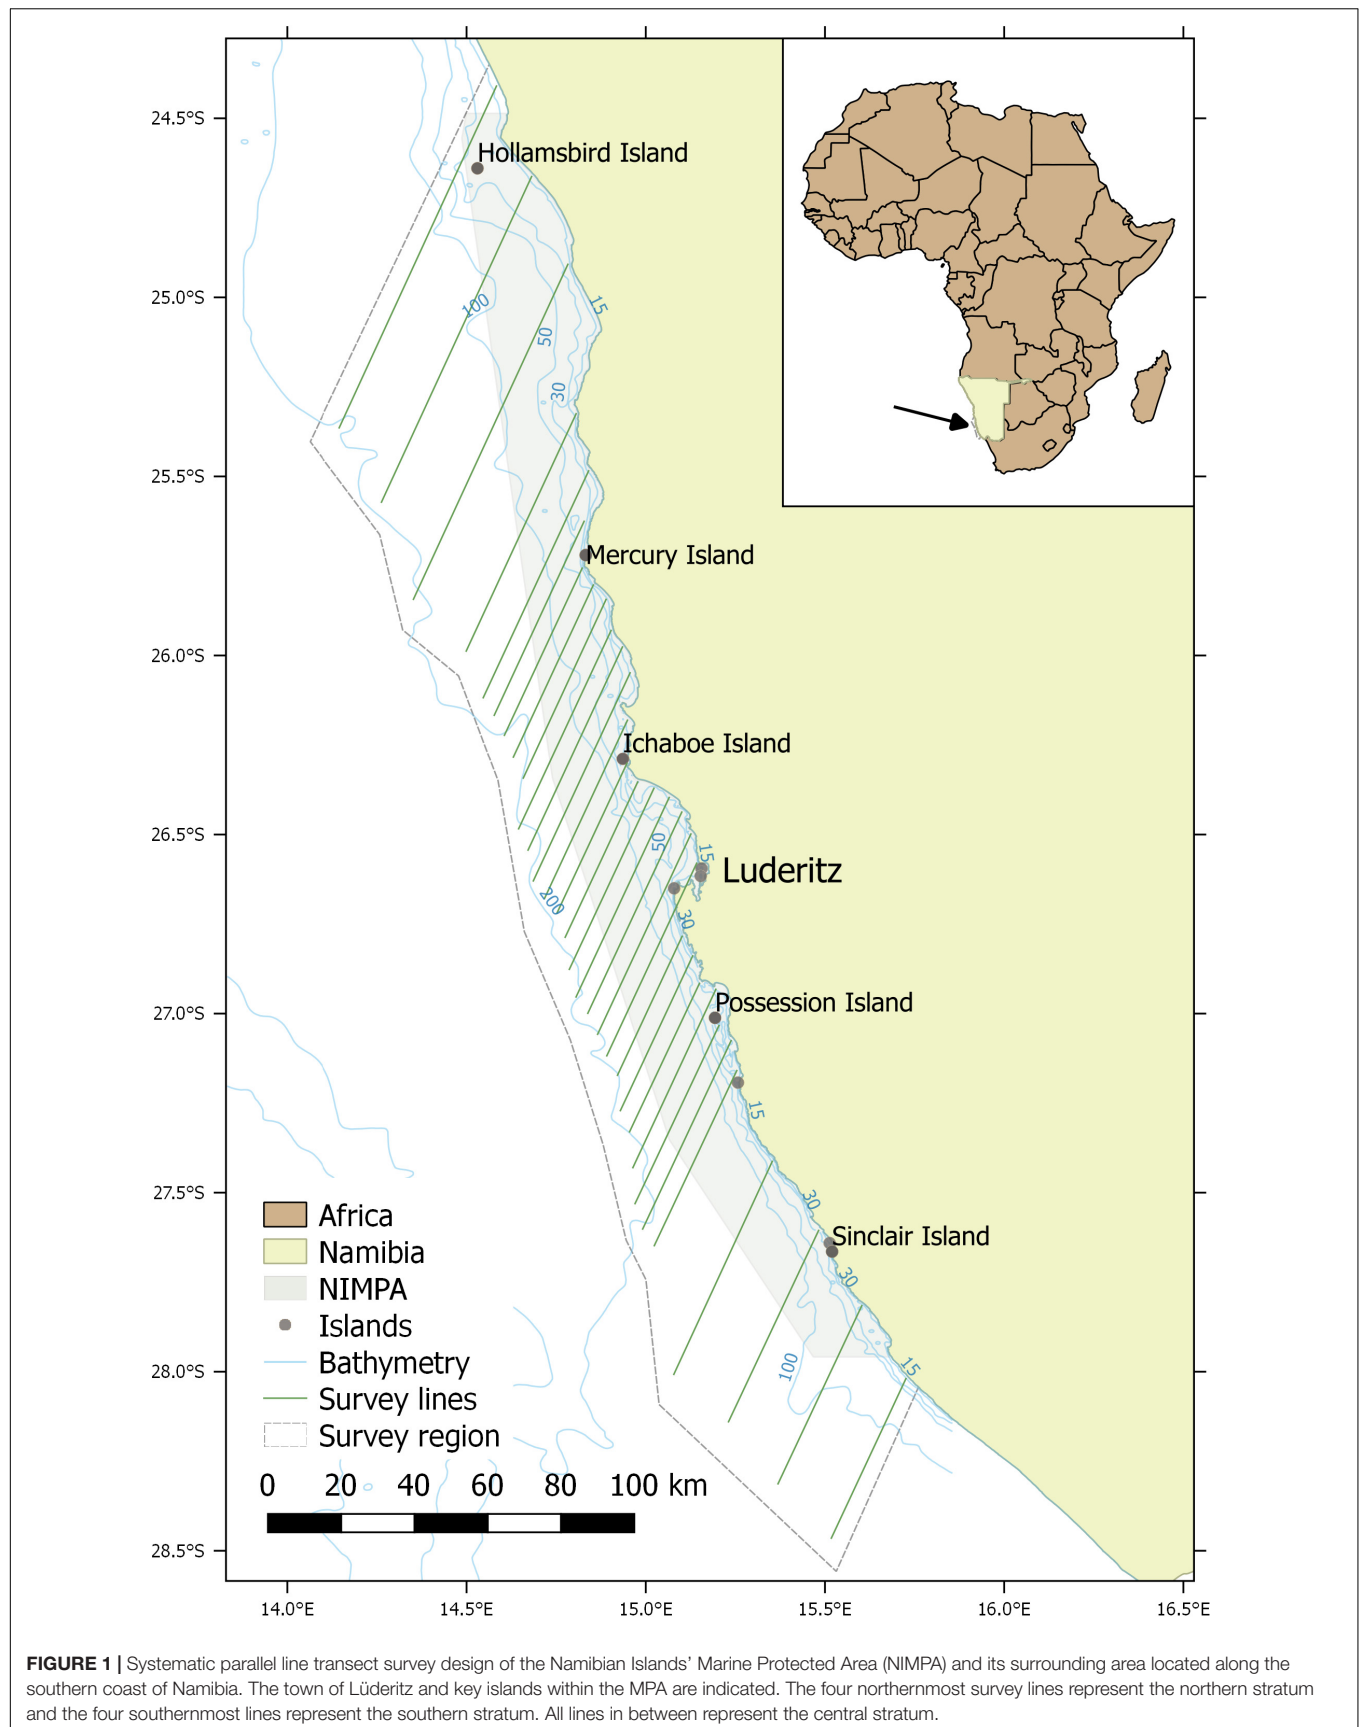 24.5°S
25.0°S
25.5°S
26.0°S
26.5°S
27.0°S
27.5°S
28.0°S
28.5°S
Hollamsbird Island
100
50
15
30
Mercury Island
Ichaboe Island
50
15
Luderitz
200
30
Possession Island
15
30
Sinclair Island
30
100
15
Africa
Namibia
NIMPA
Islands
Bathymetry
Survey lines
Survey region
0 20 40 60 80 100 km
14.0°E 14.5°E 15.0°E 15.5°E 16.0°E 16.5°E
FIGURE 1 | Systematic parallel line transect survey design of the Namibian Islands’ Marine Protected Area (NIMPA) and its surrounding area located along the
southern coast of Namibia. The town of Lüderitz and key islands within the MPA are indicated. The four northernmost survey lines represent the northern stratum
and the four southernmost lines represent the southern stratum. All lines in between represent the central stratum.